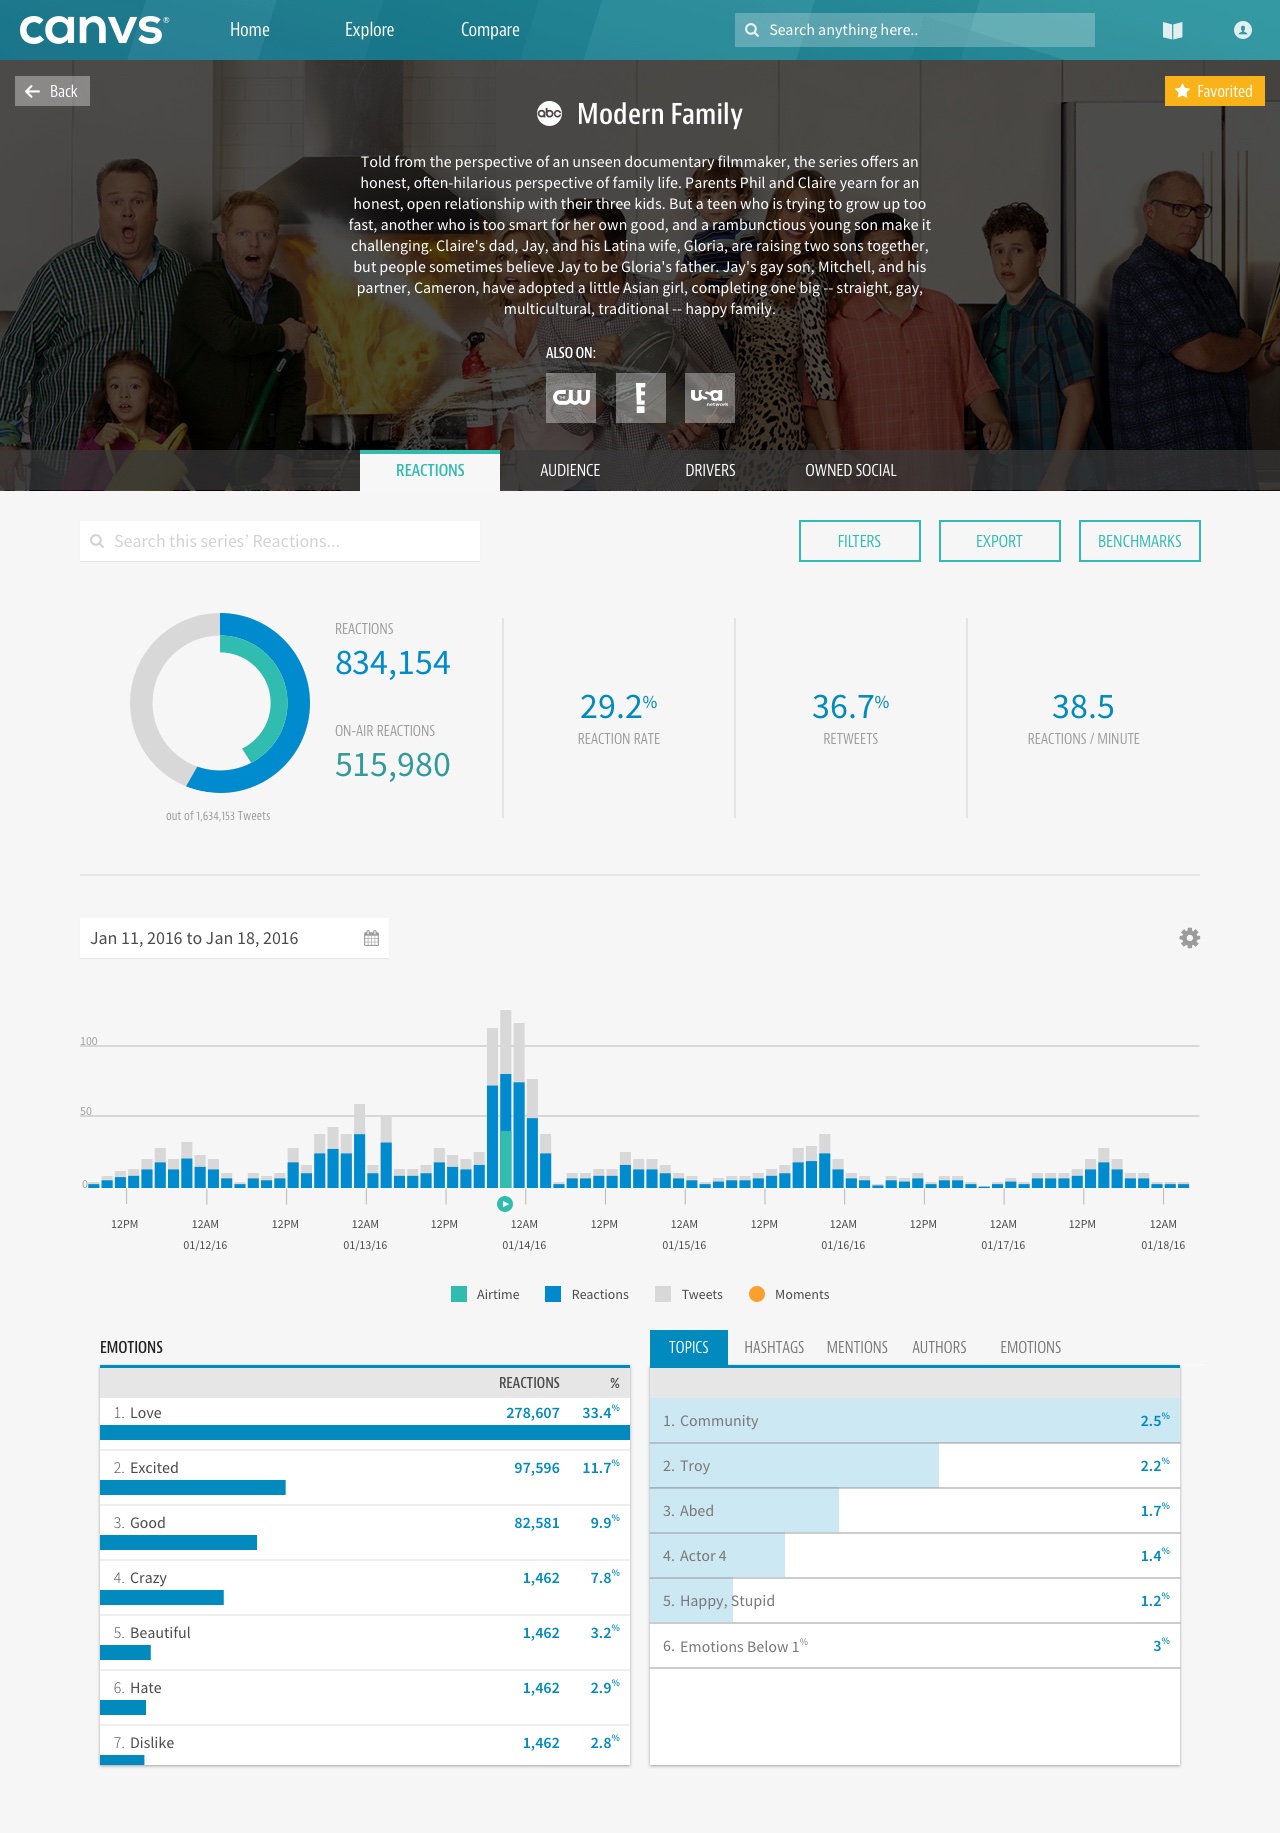 canvs®
Home
Explore
Compare
Search anything here..
Back
Favorited
abc
Modern Family
Told from the perspective of an unseen documentary filmmaker, the series offers an
honest, often-hilarious perspective of family life. Parents Phil and Claire yearn for an
honest, open relationship with their three kids. But a teen who is trying to grow up too
fast, another who is too smart for her own good, and a rambunctious young son make it
challenging. Claire's dad, Jay, and his Latina wife, Gloria, are raising two sons together,
but people sometimes believe Jay to be Gloria's father. Jay's gay son, Mitchell, and his
partner, Cameron, have adopted a little Asian girl, completing one big -- straight, gay,
multicultural, traditional -- happy family.
ALSO ON:
CW
E!
usa network
REACTIONS
AUDIENCE
DRIVERS
OWNED SOCIAL
Search this series' Reactions...
FILTERS
EXPORT
BENCHMARKS
REACTIONS
834,154
ON-AIR REACTIONS
515,980
out of 1,634,153 Tweets
29.2%
REACTION RATE
36.7%
RETWEETS
38.5
REACTIONS / MINUTE
Jan 11, 2016 to Jan 18, 2016
100
50
0
12PM 12AM 12PM 12AM 12PM 12AM 12PM 12AM 12PM 12AM 12PM 12AM 12PM 12AM
01/12/16 01/13/16 01/14/16 01/15/16 01/16/16 01/17/16 01/18/16
Airtime
Reactions
Tweets
Moments
EMOTIONS
REACTIONS %
1. Love 278,607 33.4%
2. Excited 97,596 11.7%
3. Good 82,581 9.9%
4. Crazy 1,462 7.8%
5. Beautiful 1,462 3.2%
6. Hate 1,462 2.9%
7. Dislike 1,462 2.8%
TOPICS
HASHTAGS
MENTIONS
AUTHORS
EMOTIONS
1. Community 2.5%
2. Troy 2.2%
3. Abed 1.7%
4. Actor 4 1.4%
5. Happy, Stupid 1.2%
6. Emotions Below 1% 3%